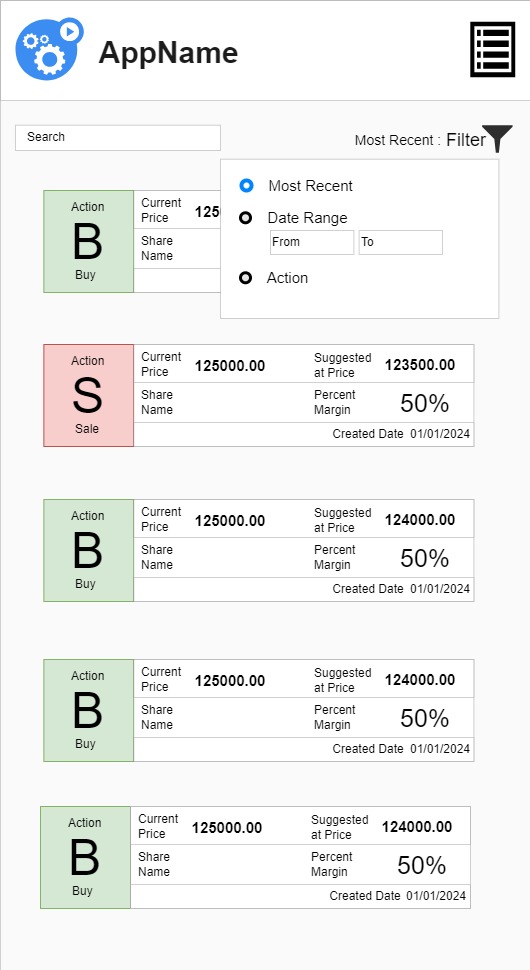 AppName
Search
Most Recent : Filter
Most Recent
Date Range
From To
Action
Action
B
Buy
Current
Price
125
Share
Name
Action
S
Sale
Current
Price
125000.00
Suggested
at Price
123500.00
Share
Name
Percent
Margin
50%
Created Date 01/01/2024
Action
B
Buy
Current
Price
125000.00
Suggested
at Price
124000.00
Share
Name
Percent
Margin
50%
Created Date 01/01/2024
Action
B
Buy
Current
Price
125000.00
Suggested
at Price
124000.00
Share
Name
Percent
Margin
50%
Created Date 01/01/2024
Action
B
Buy
Current
Price
125000.00
Suggested
at Price
124000.00
Share
Name
Percent
Margin
50%
Created Date 01/01/2024